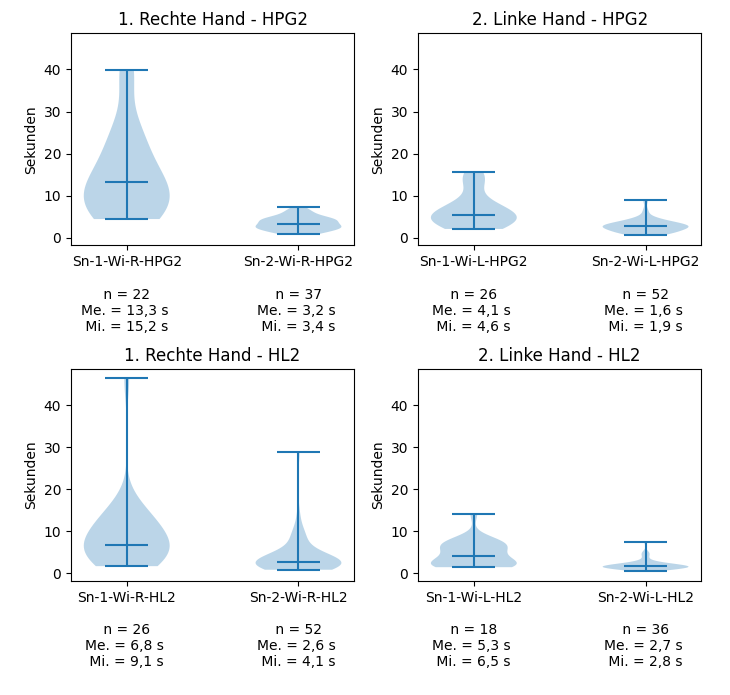 1. Rechte Hand - HPG2
2. Linke Hand - HPG2
Sekunden
40
30
20
10
0
Sekunden
40
30
20
10
0
Sn-1-Wi-R-HPG2
Sn-2-Wi-R-HPG2
Sn-1-Wi-L-HPG2
Sn-2-Wi-L-HPG2
n = 22
Me. = 13,3 s
Mi. = 15,2 s
n = 37
Me. = 3,2 s
Mi. = 3,4 s
n = 26
Me. = 4,1 s
Mi. = 4,6 s
n = 52
Me. = 1,6 s
Mi. = 1,9 s
1. Rechte Hand - HL2
2. Linke Hand - HL2
Sekunden
40
30
20
10
0
Sekunden
40
30
20
10
0
Sn-1-Wi-R-HL2
Sn-2-Wi-R-HL2
Sn-1-Wi-L-HL2
Sn-2-Wi-L-HL2
n = 26
Me. = 6,8 s
Mi. = 9,1 s
n = 52
Me. = 2,6 s
Mi. = 4,1 s
n = 18
Me. = 5,3 s
Mi. = 6,5 s
n = 36
Me. = 2,7 s
Mi. = 2,8 s